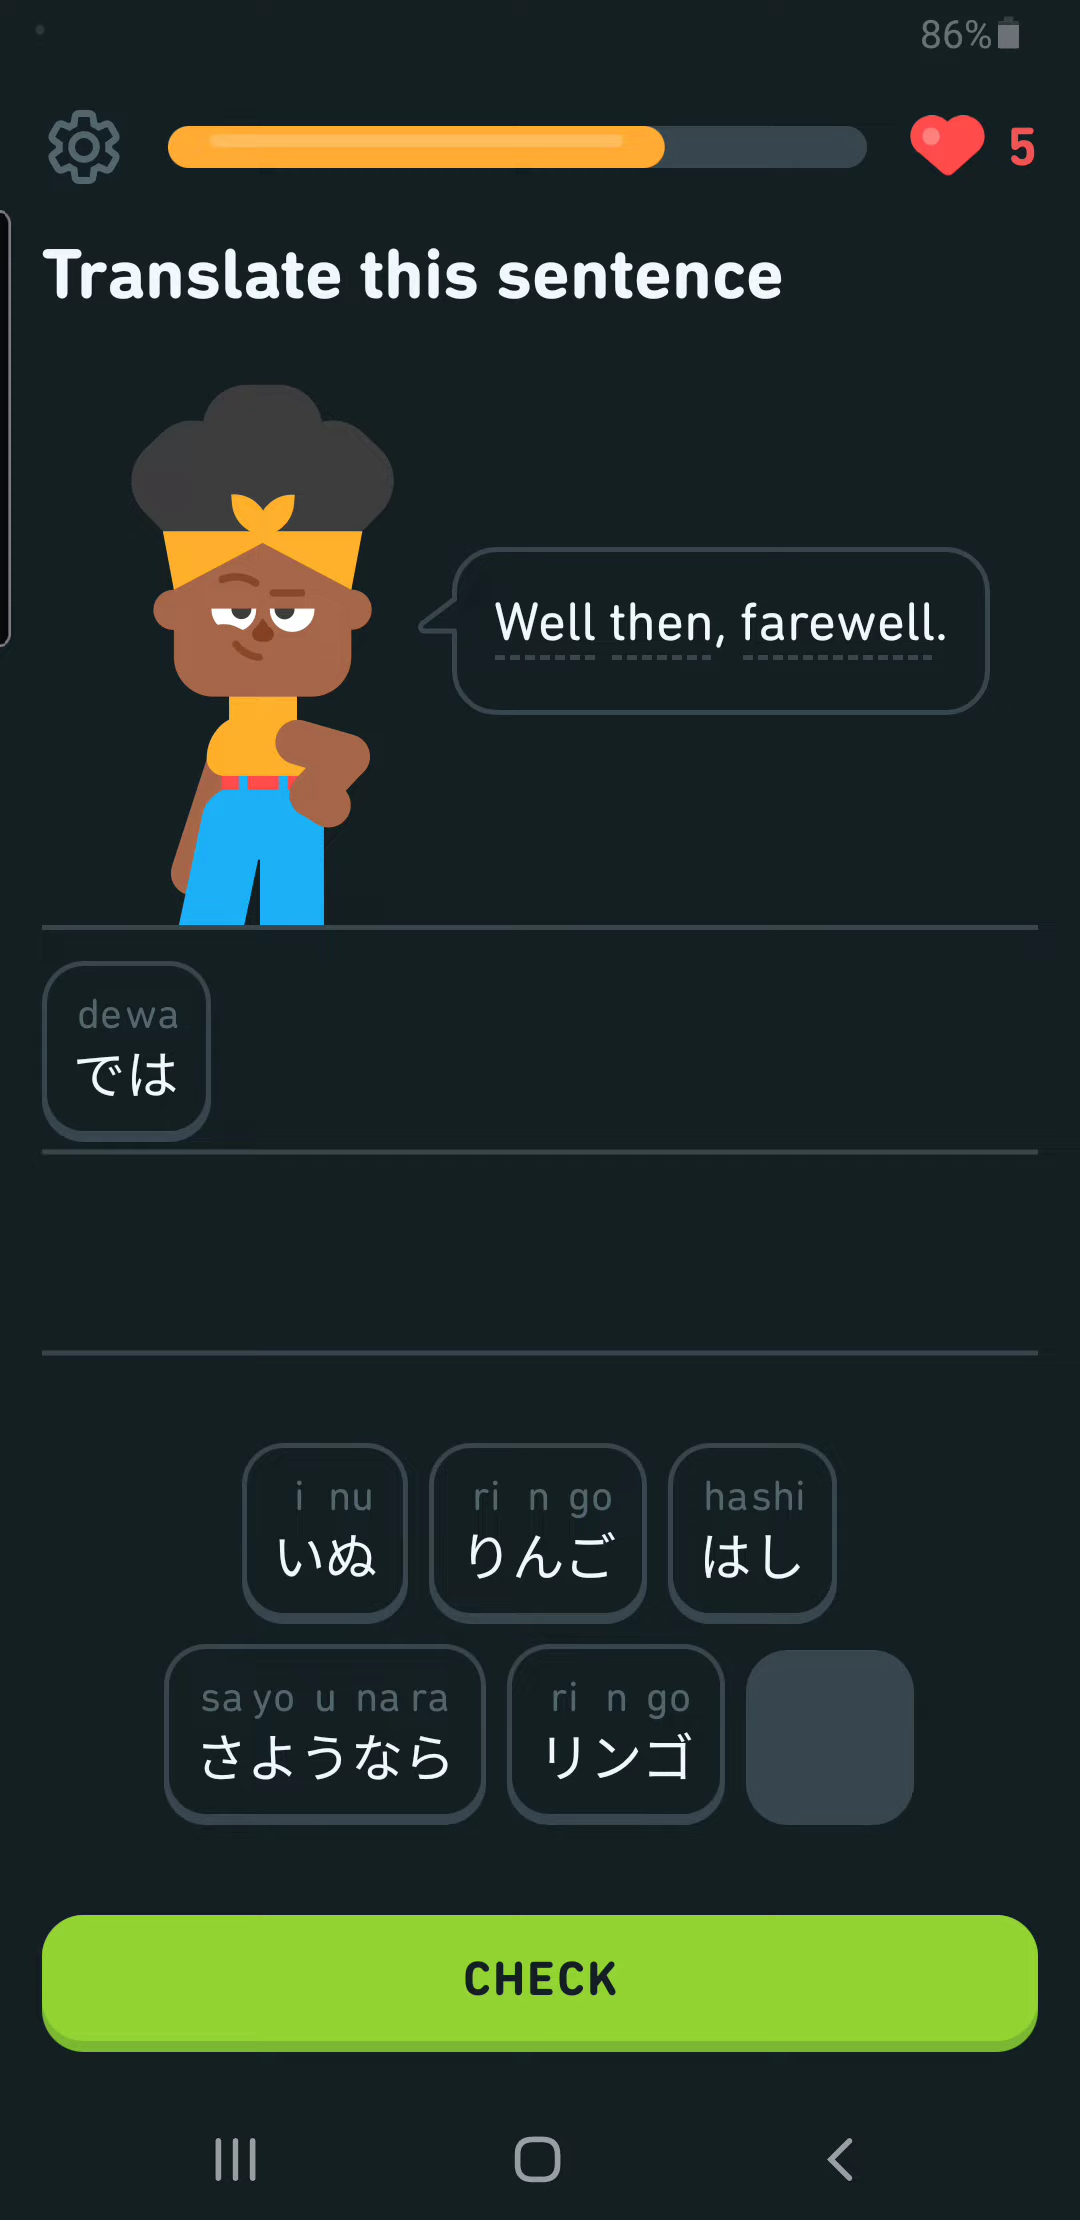 86%
5
Translate this sentence
Well then, farewell.
dewa
では
i nu
いぬ
ri n go
りんご
hashi
はし
sa yo u na ra
さようなら
ri n go
リンゴ
CHECK